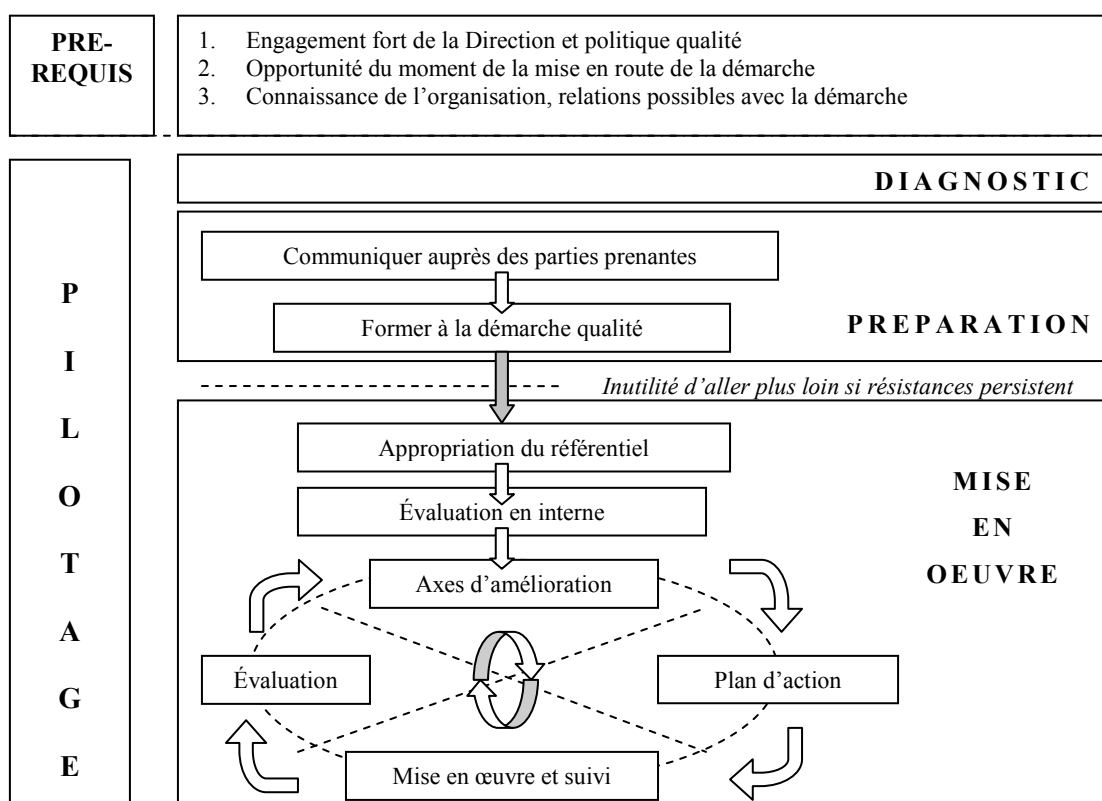 PRE-
REQUIS
1. Engagement fort de la Direction et politique qualité
2. Opportunité du moment de la mise en route de la démarche
3. Connaissance de l’organisation, relations possibles avec la démarche
PILOTAGE
DIAGNOSTIC
Communiquer auprès des parties prenantes
Former à la démarche qualité
PREPARATION
Inutilité d’aller plus loin si résistances persistent
Appropriation du référentiel
Évaluation en interne
MISE
EN
OEUVRE
Axes d’amélioration
Évaluation
Plan d’action
Mise en œuvre et suivi